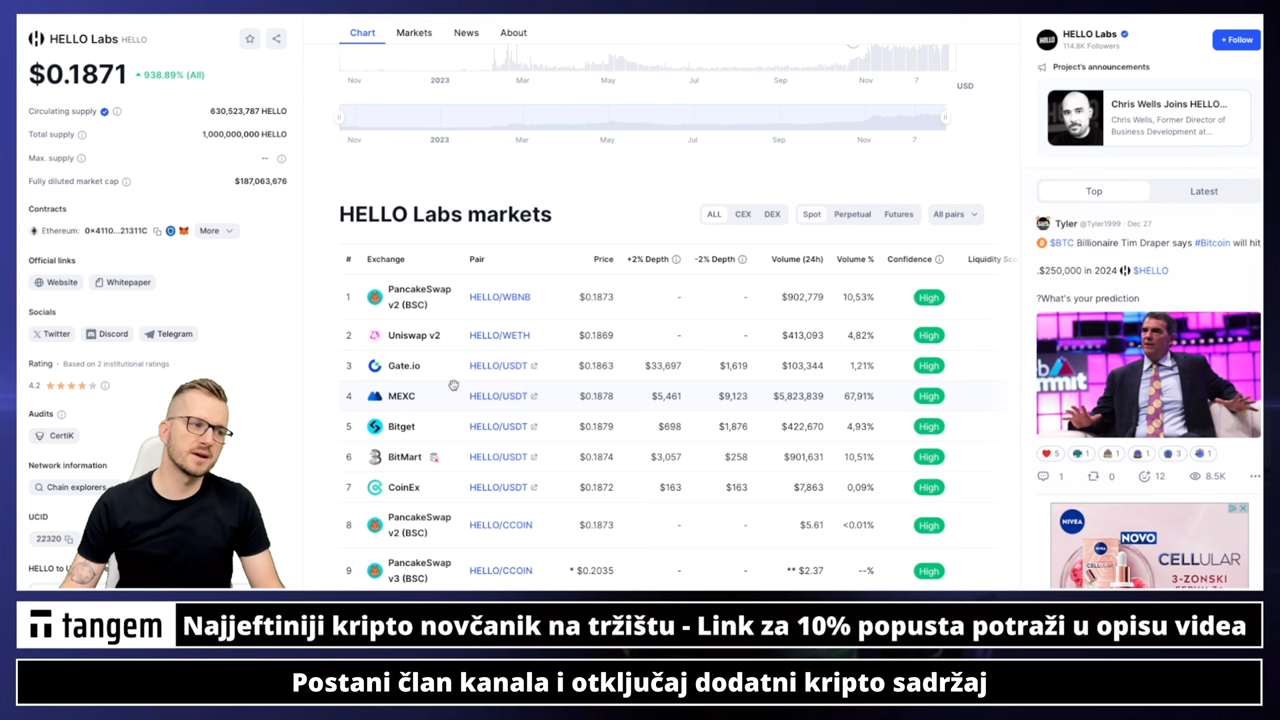 HELLO Labs HELLO
$0.1871 938.89% (All)
Circulating supply 630,523,787 HELLO
Total supply 1,000,000,000 HELLO
Max. supply --
Fully diluted market cap $187,063,676
Contracts
Ethereum: 0x4110...21311C More
Official links
Website Whitepaper
Socials
Twitter Discord Telegram
Rating · Based on 2 institutional ratings
4.2
Audits
CertiK
Network information
Chain explorers
UCID
22320
HELLO to
Chart Markets News About
Nov 2023 Mar May Jul Sep Nov 7
USD
Nov 2023 Mar May Jul Sep Nov 7
HELLO Labs markets
ALL CEX DEX Spot Perpetual Futures All pairs
# Exchange Pair Price +2% Depth -2% Depth Volume (24h) Volume % Confidence Liquidity
1 PancakeSwap v2 (BSC) HELLO/WBNB $0.1873 - - $902,779 10,53% High
2 Uniswap v2 HELLO/WETH $0.1869 - - $413,093 4,82% High
3 Gate.io HELLO/USDT $0.1863 $33,697 $1,619 $103,344 1,21% High
4 MEXC HELLO/USDT $0.1878 $5,461 $9,123 $5,823,839 67,91% High
5 Bitget HELLO/USDT $0.1879 $698 $1,876 $422,670 4,93% High
6 BitMart HELLO/USDT $0.1874 $3,057 $258 $901,631 10,51% High
7 CoinEx HELLO/USDT $0.1872 $163 $163 $7,863 0,09% High
8 PancakeSwap v2 (BSC) HELLO/CCOIN $0.1873 - - $5.61 <0.01% High
9 PancakeSwap v3 (BSC) HELLO/CCOIN * $0.2035 - - ** $2.37 --% High
HELLO
HELLO Labs
114.8K Followers
+ Follow
Project's announcements
Chris Wells Joins HELLO...
Chris Wells, Former Director of
Business Development at...
Top Latest
Tyler @Tyler1999 · Dec 27
$BTC Billionaire Tim Draper says #Bitcoin will hit
.$250,000 in 2024 $HELLO
?What's your prediction
5 1 1 1 3 1
1 0 12 8.5K
NIVEA
NOVO
CELLULAR
3-ZONSKI
tangem
Najjeftiniji kripto novčanik na tržištu - Link za 10% popusta potraži u opisu videa
Postani član kanala i otključaj dodatni kripto sadržaj